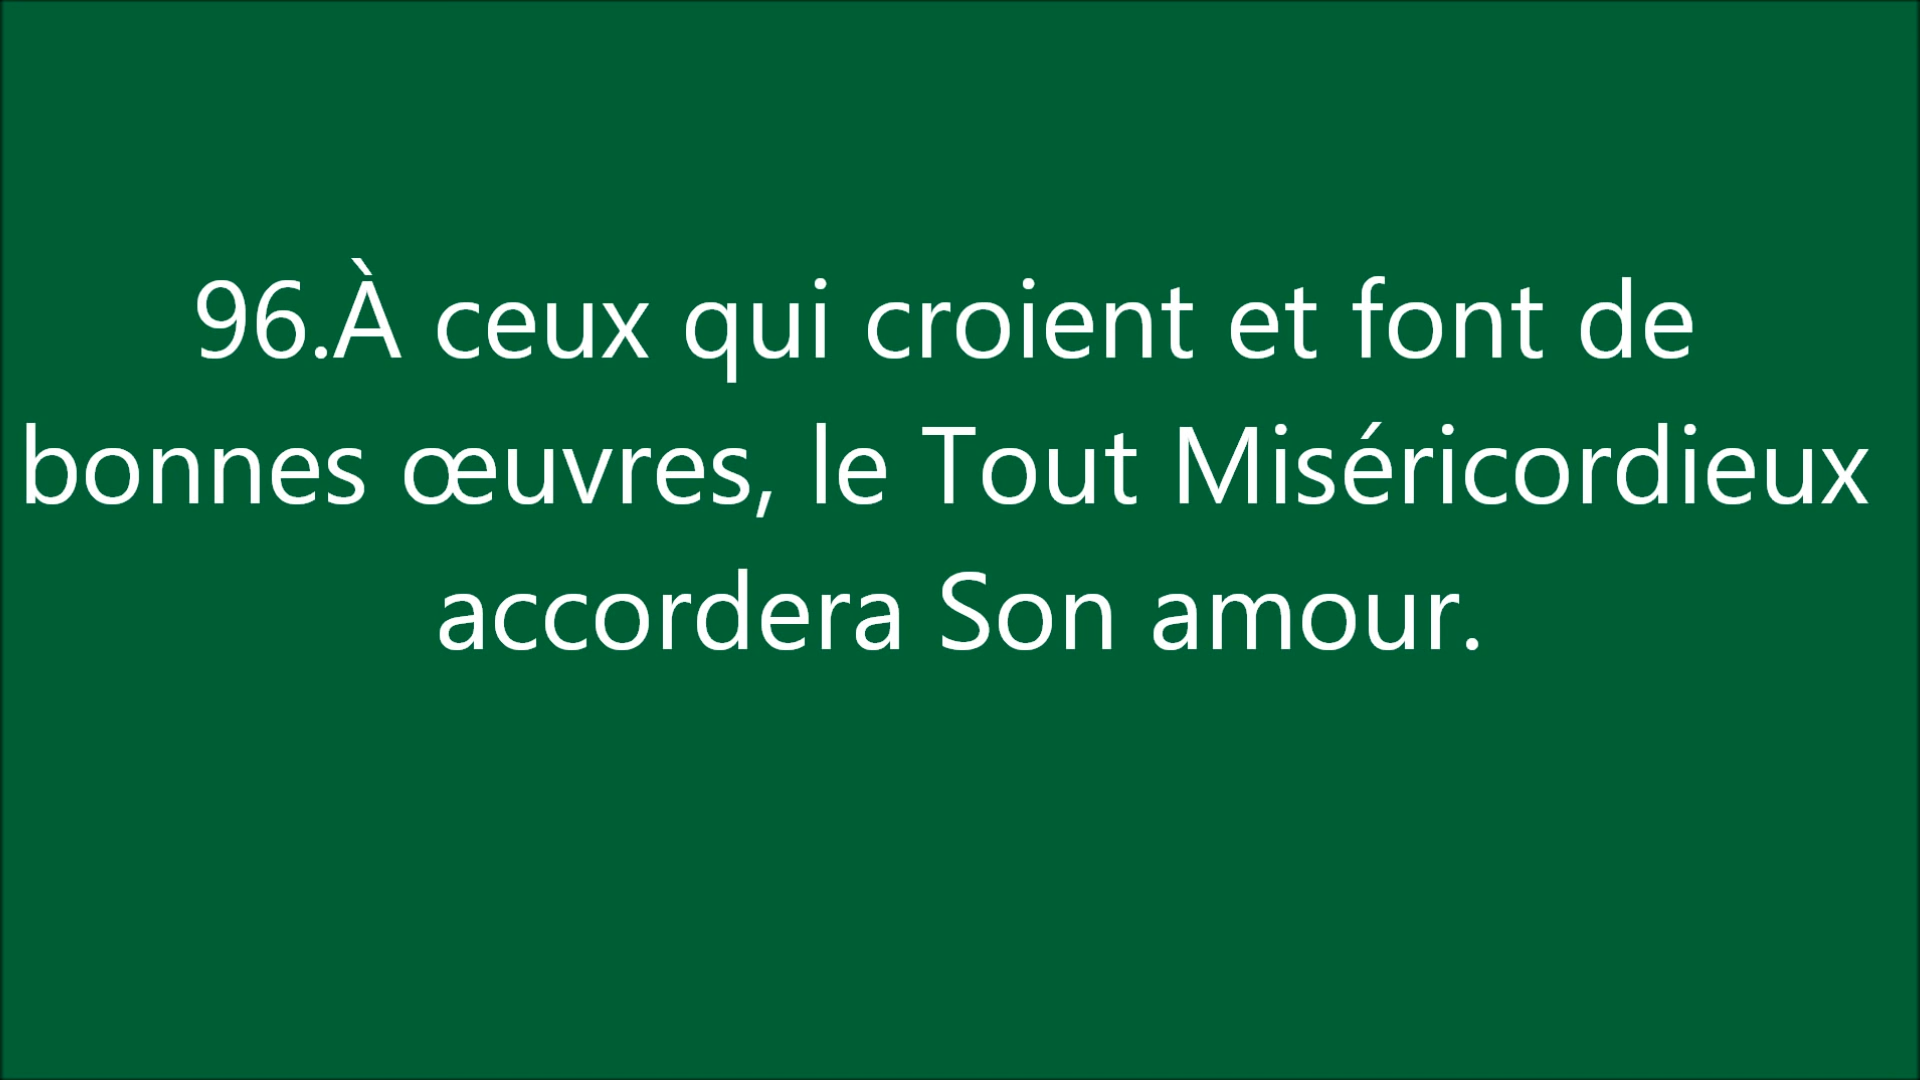 96.À ceux qui croient et font de
bonnes œuvres, le Tout Miséricordieux
accordera Son amour.